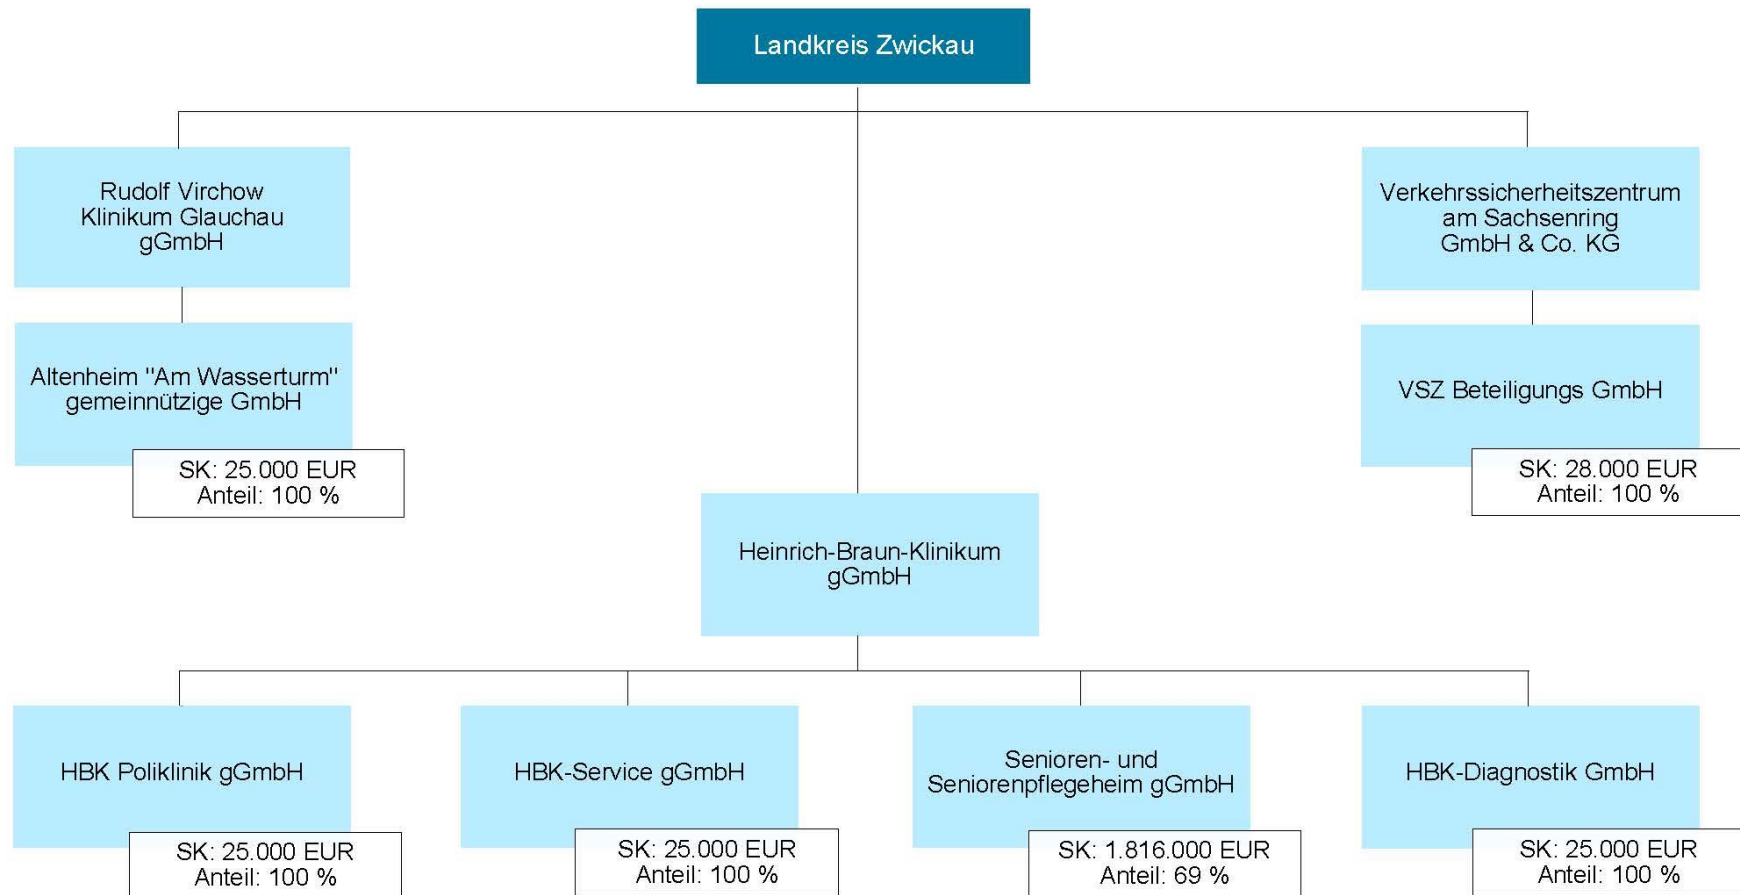 Landkreis Zwickau
Rudolf Virchow
Klinikum Glauchau
gGmbH
Verkehrssicherheitszentrum
am Sachsenring
GmbH & Co. KG
Altenheim "Am Wasserturm"
gemeinnützige GmbH
SK: 25.000 EUR
Anteil: 100 %
VSZ Beteiligungs GmbH
SK: 28.000 EUR
Anteil: 100 %
Heinrich-Braun-Klinikum
gGmbH
HBK Poliklinik gGmbH
SK: 25.000 EUR
Anteil: 100 %
HBK-Service gGmbH
SK: 25.000 EUR
Anteil: 100 %
Senioren- und
Seniorenpflegeheim gGmbH
SK: 1.816.000 EUR
Anteil: 69 %
HBK-Diagnostik GmbH
SK: 25.000 EUR
Anteil: 100 %